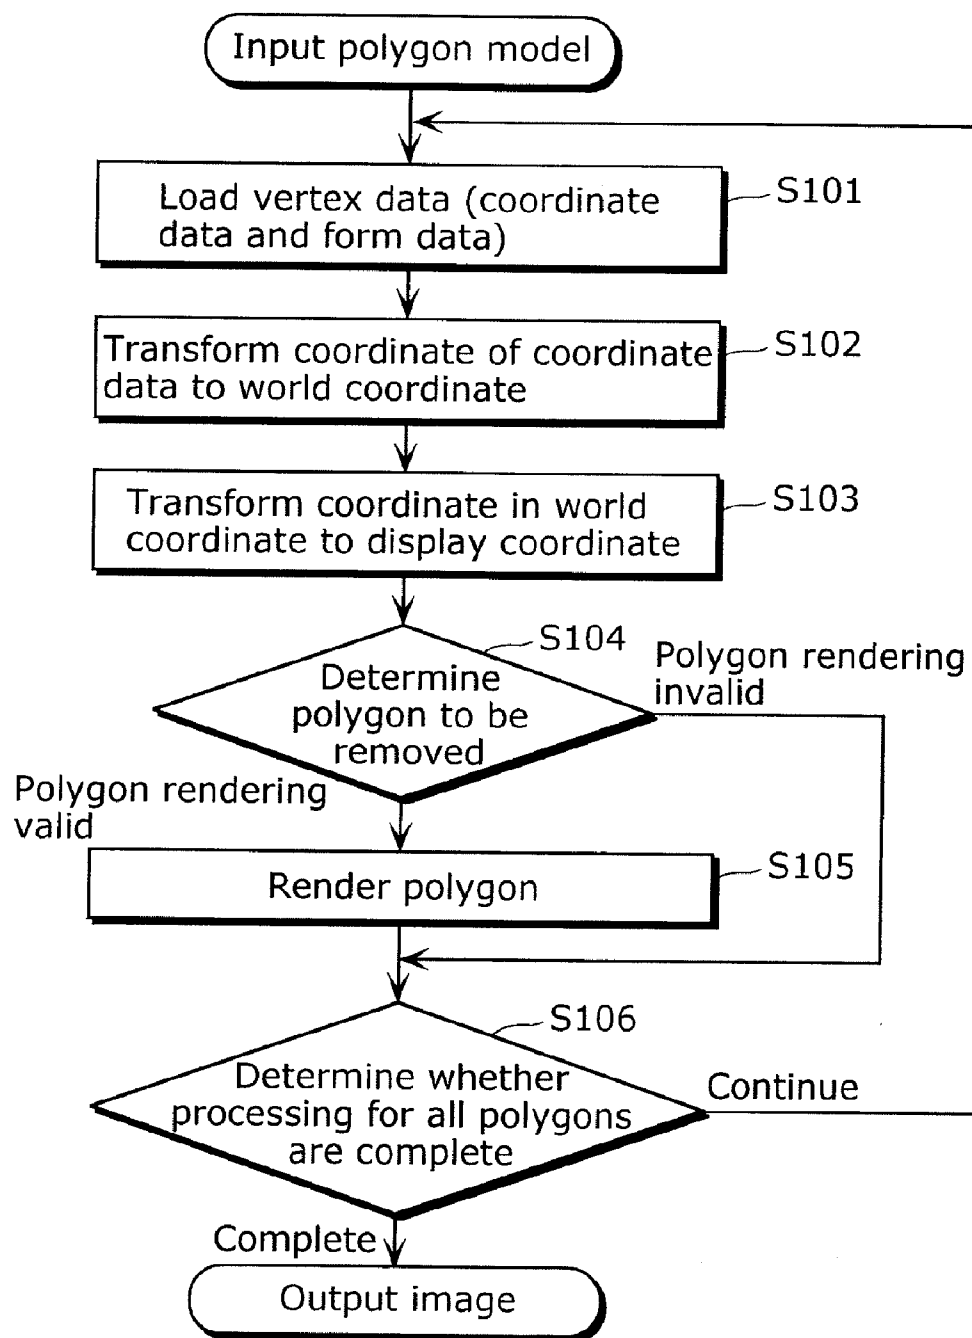 Input polygon model
Load vertex data (coordinate
data and form data)
S101
Transform coordinate of coordinate
data to world coordinate
S102
Transform coordinate in world
coordinate to display coordinate
S103
S104
Determine
polygon to be
removed
Polygon rendering
invalid
Polygon rendering
valid
Render polygon
S105
S106
Determine whether
processing for all polygons
are complete
Continue
Complete
Output image